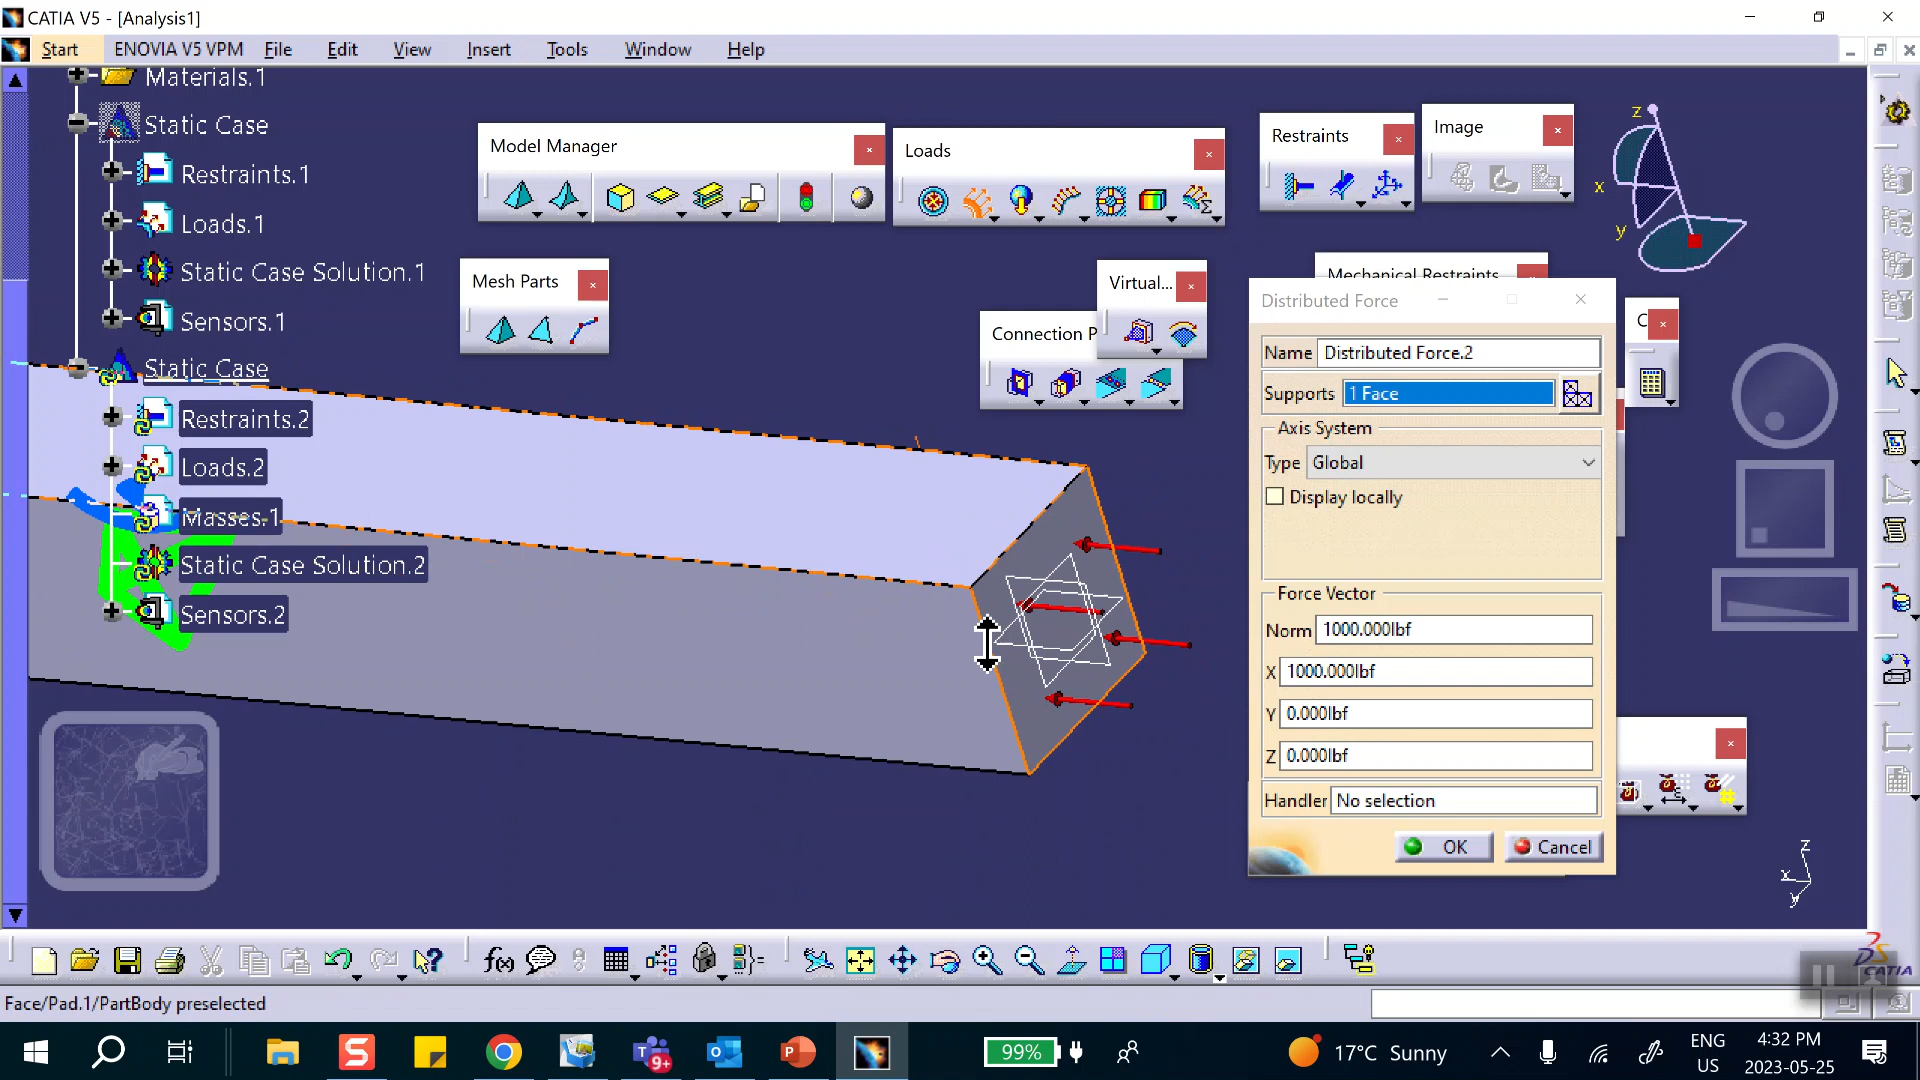 CATIA V5 - [Analysis1]
Start ENOVIA V5 VPM File Edit View Insert Tools Window Help
Materials.1
Static Case
Restraints.1
Loads.1
Static Case Solution.1
Sensors.1
Static Case
Restraints.2
Loads.2
Masses.1
Static Case Solution.2
Sensors.2
Model Manager
Loads
Restraints
Image
Mesh Parts
Virtual...
Connection P
Mechanical Restraints
C
z
x
y
Distributed Force
Name Distributed Force.2
Supports 1 Face
Axis System
Type Global
Display locally
Force Vector
Norm 1000.000lbf
X 1000.000lbf
Y 0.000lbf
Z 0.000lbf
Handler No selection
OK Cancel
z
x
y
f(x)
CATIA
Face/Pad.1/PartBody preselected
9+
99%
17°C Sunny
ENG
US
4:32 PM
2023-05-25